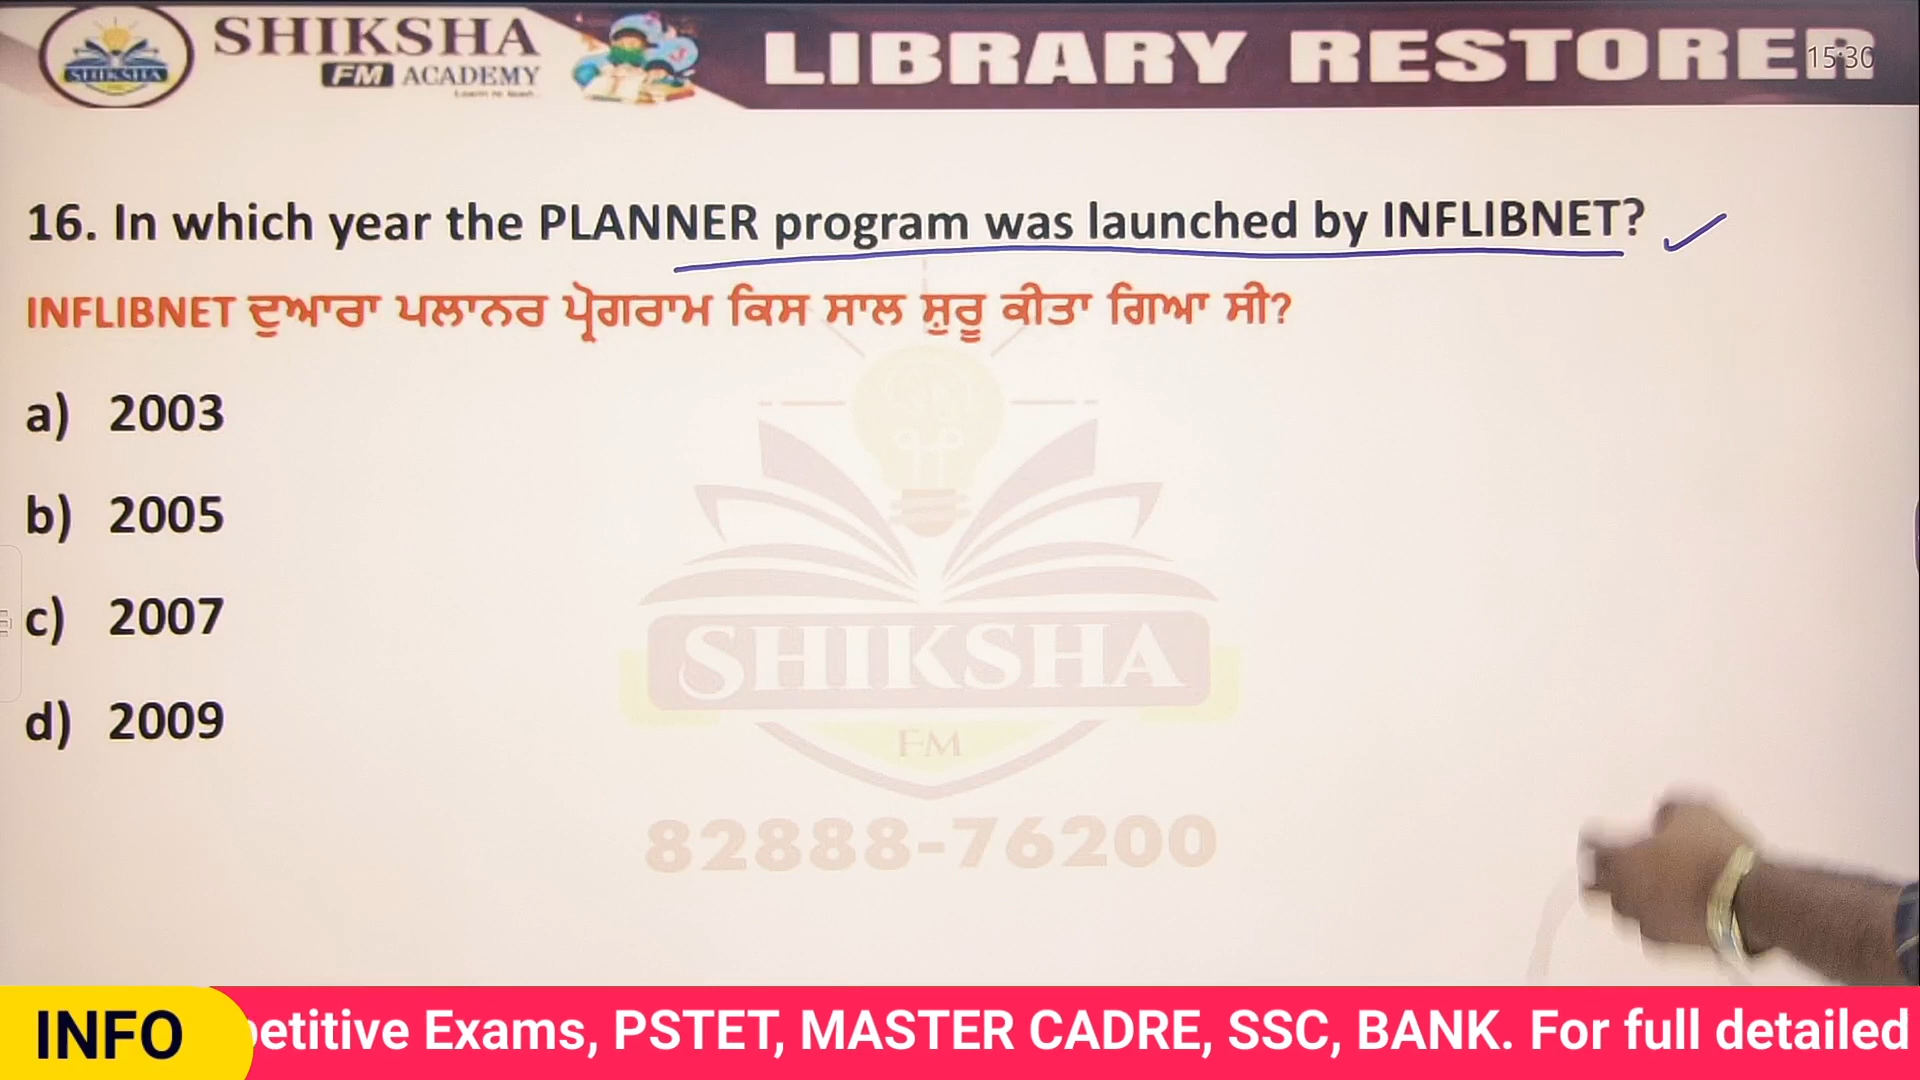 SHIKSHA
FM ACADEMY
SHIKSHA
LIBRARY RESTORER
15:30
16. In which year the PLANNER program was launched by INFLIBNET?
INFLIBNET ਦੁਆਰਾ ਪਲਾਨਰ ਪ੍ਰੋਗਰਾਮ ਕਿਸ ਸਾਲ ਸ਼ੁਰੂ ਕੀਤਾ ਗਿਆ ਸੀ?
a) 2003
b) 2005
c) 2007
d) 2009
SHIKSHA
FM
82888-76200
INFO
petitive Exams, PSTET, MASTER CADRE, SSC, BANK. For full detailed